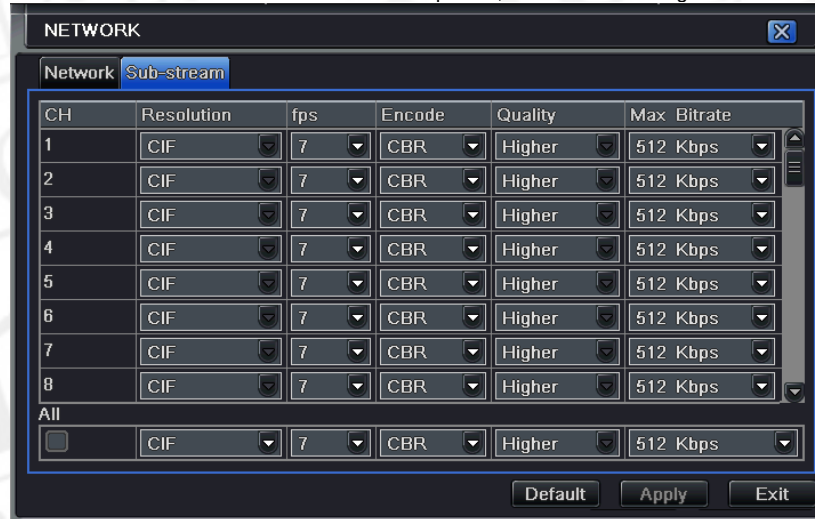 NETWORK
Network Sub-stream
CH Resolution fps Encode Quality Max Bitrate
1 CIF 7 CBR Higher 512 Kbps
2 CIF 7 CBR Higher 512 Kbps
3 CIF 7 CBR Higher 512 Kbps
4 CIF 7 CBR Higher 512 Kbps
5 CIF 7 CBR Higher 512 Kbps
6 CIF 7 CBR Higher 512 Kbps
7 CIF 7 CBR Higher 512 Kbps
8 CIF 7 CBR Higher 512 Kbps
All
CIF 7 CBR Higher 512 Kbps
Default Apply Exit